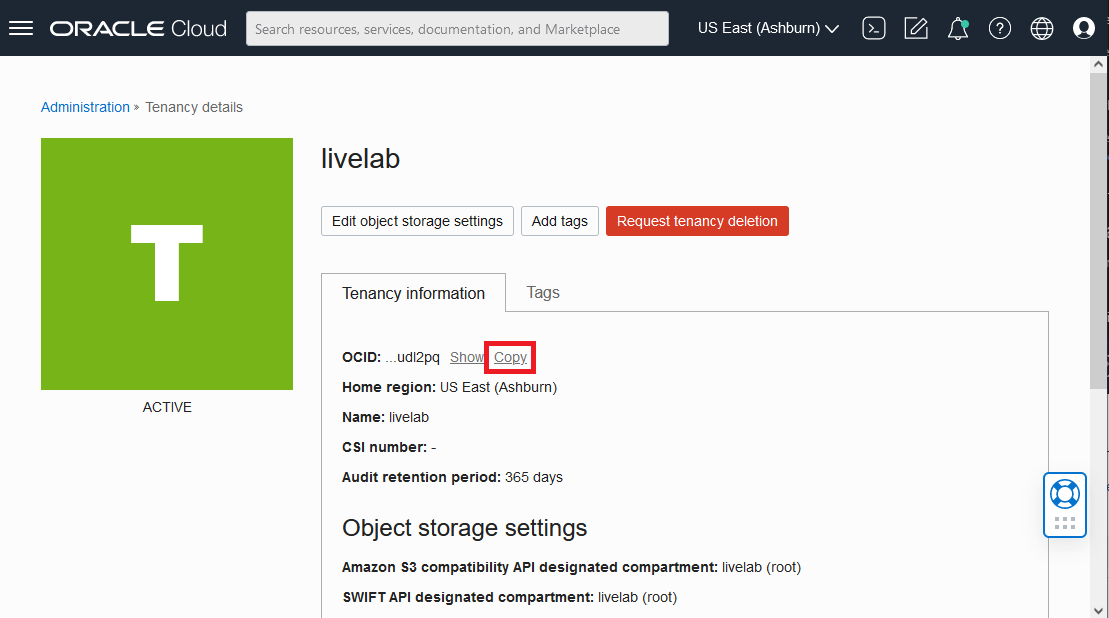 ORACLE Cloud
Search resources, services, documentation, and Marketplace
US East (Ashburn)
Administration » Tenancy details
T
ACTIVE
livelab
Edit object storage settings
Add tags
Request tenancy deletion
Tenancy information
Tags
OCID: ...udl2pq Show Copy
Home region: US East (Ashburn)
Name: livelab
CSI number: -
Audit retention period: 365 days
Object storage settings
Amazon S3 compatibility API designated compartment: livelab (root)
SWIFT API designated compartment: livelab (root)